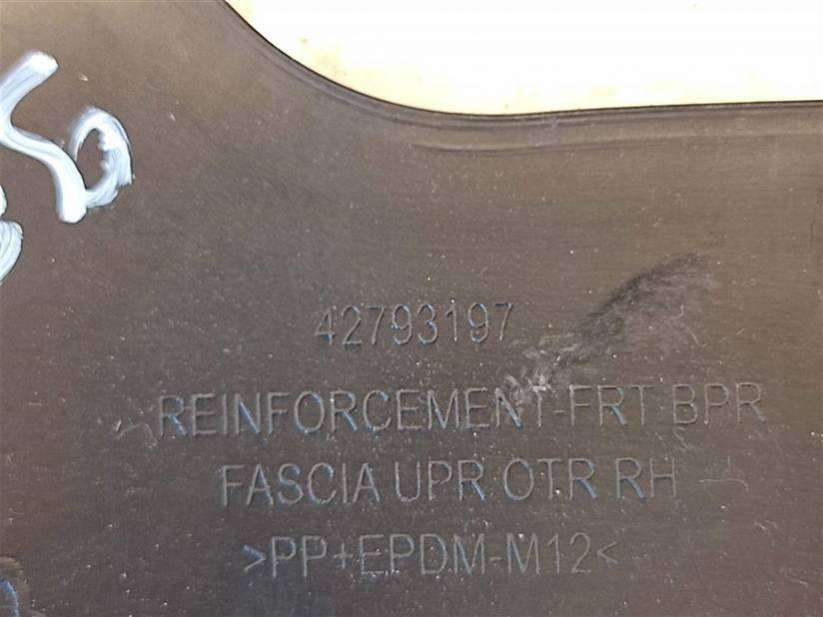 42793197
REINFORCEMENT-FRT BPR
FASCIA UPR OTR RH
>PP+EPDM-M12<